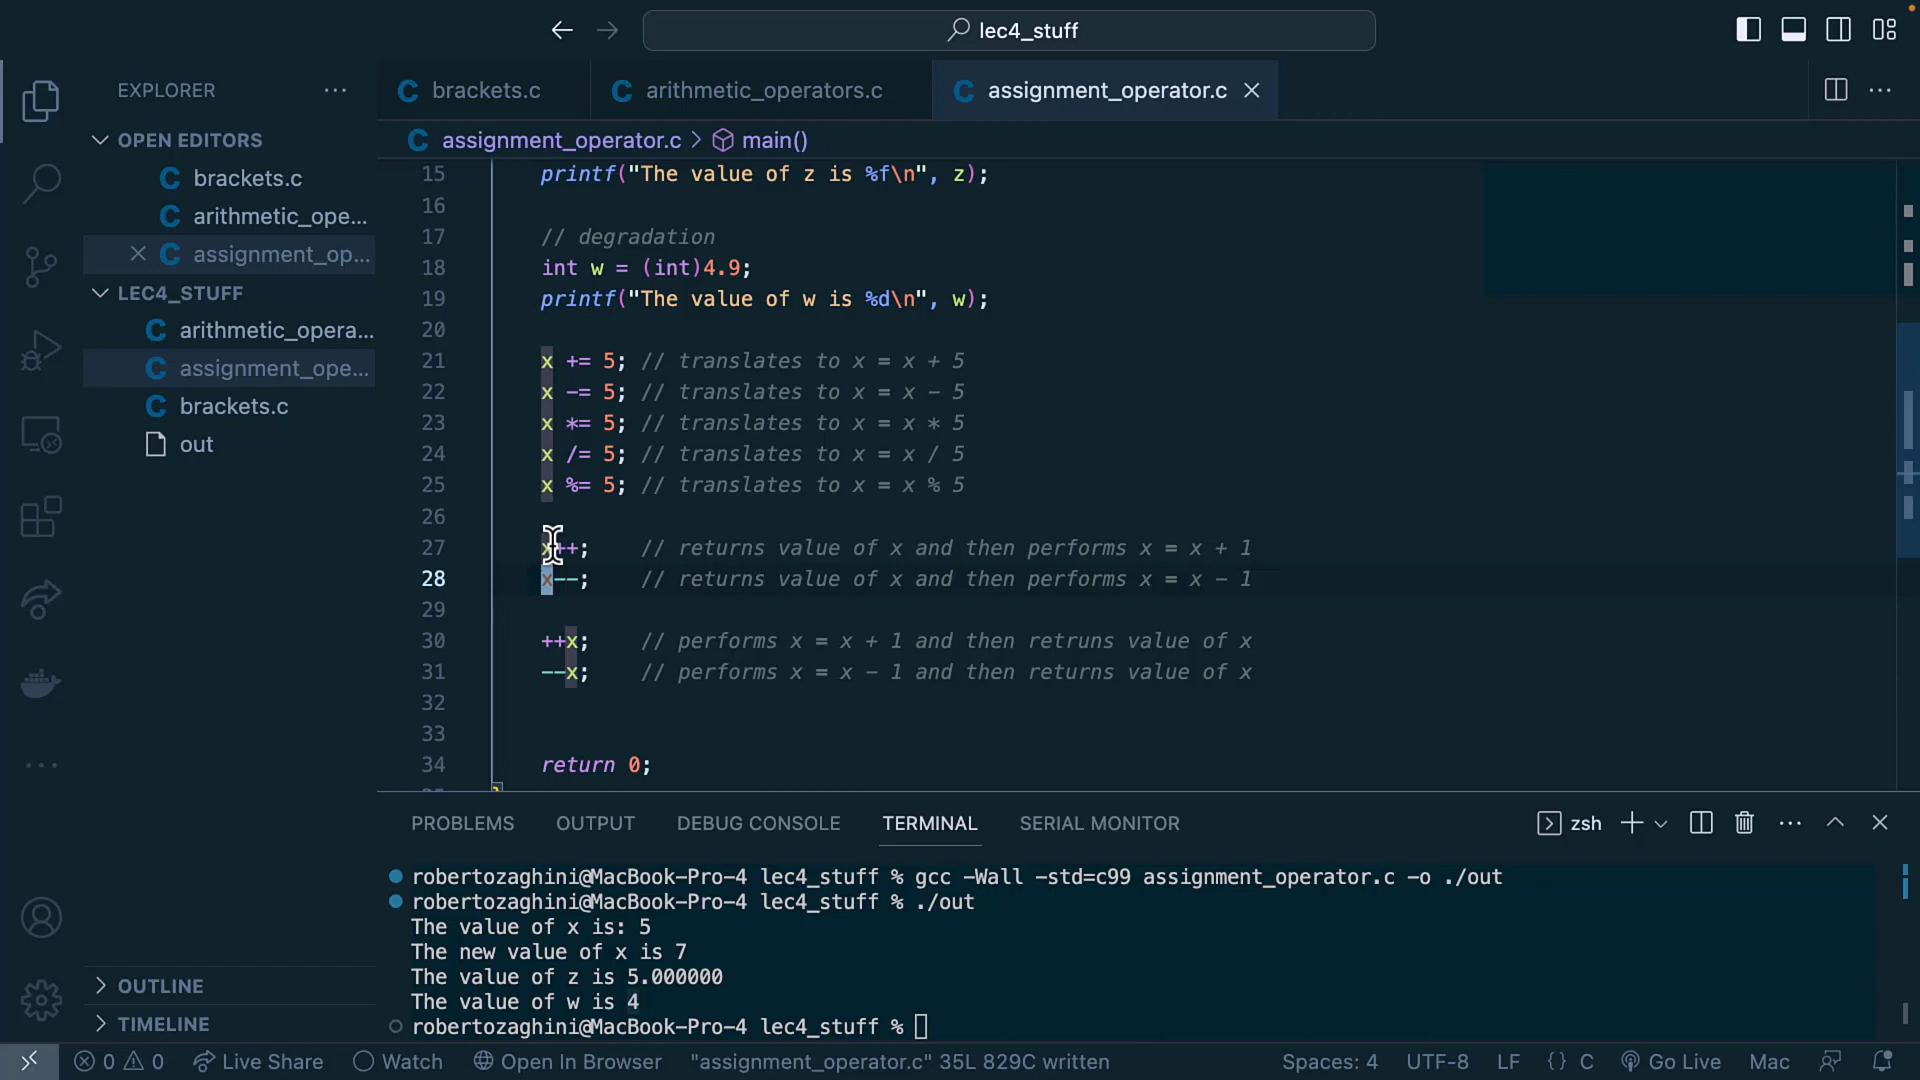 lec4_stuff
EXPLORER
brackets.c
arithmetic_operators.c
assignment_operator.c
OPEN EDITORS
brackets.c
arithmetic_ope...
assignment_op...
LEC4_STUFF
arithmetic_opera...
assignment_ope...
brackets.c
out
OUTLINE
TIMELINE
assignment_operator.c > main()
15 printf("The value of z is %f\n", z);
16
17 // degradation
18 int w = (int)4.9;
19 printf("The value of w is %d\n", w);
20
21 x += 5; // translates to x = x + 5
22 x -= 5; // translates to x = x - 5
23 x *= 5; // translates to x = x * 5
24 x /= 5; // translates to x = x / 5
25 x %= 5; // translates to x = x % 5
26
27 x++; // returns value of x and then performs x = x + 1
28 x--; // returns value of x and then performs x = x - 1
29
30 ++x; // performs x = x + 1 and then retruns value of x
31 --x; // performs x = x - 1 and then returns value of x
32
33
34 return 0;
PROBLEMS OUTPUT DEBUG CONSOLE TERMINAL SERIAL MONITOR
zsh
robertozaghini@MacBook-Pro-4 lec4_stuff % gcc -Wall -std=c99 assignment_operator.c -o ./out
robertozaghini@MacBook-Pro-4 lec4_stuff % ./out
The value of x is: 5
The new value of x is 7
The value of z is 5.000000
The value of w is 4
robertozaghini@MacBook-Pro-4 lec4_stuff %
0 0 Live Share Watch Open In Browser "assignment_operator.c" 35L 829C written Spaces: 4 UTF-8 LF {} C Go Live Mac